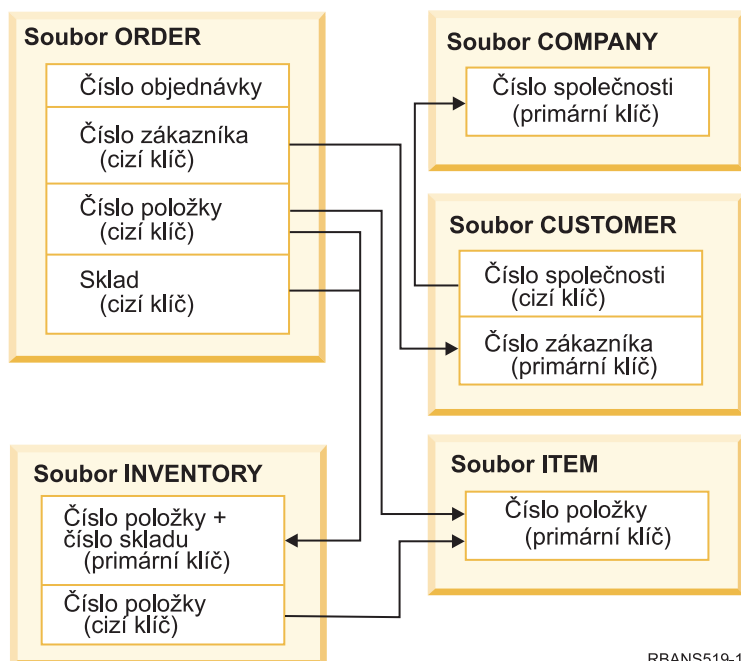 Soubor ORDER
Číslo objednávky
Číslo zákazníka
(cizí klíč)
Číslo položky
(cizí klíč)
Sklad
(cizí klíč)
Soubor COMPANY
Číslo společnosti
(primární klíč)
Soubor CUSTOMER
Číslo společnosti
(cizí klíč)
Číslo zákazníka
(primární klíč)
Soubor INVENTORY
Číslo položky +
číslo skladu
(primární klíč)
Číslo položky
(cizí klíč)
Soubor ITEM
Číslo položky
(primární klíč)
RBANS519-1